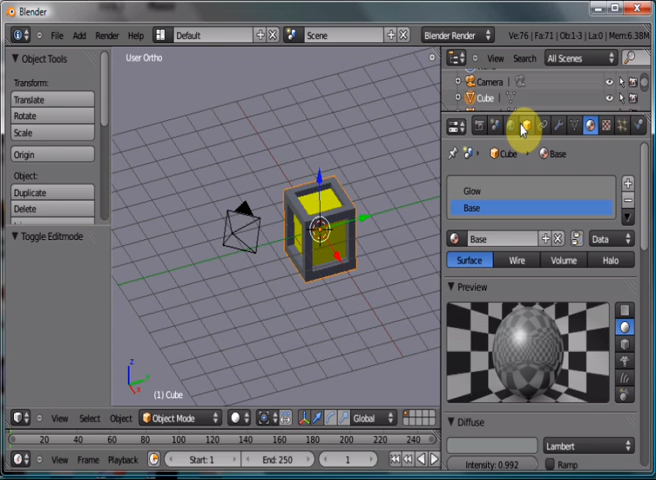 Blender
File Add Render Help Default Scene Blender Render Ve:76 | Fa:71 | Ob:1-3 | La:0 | Mem:6.38M
Object Tools
Transform:
Translate
Rotate
Scale
Origin
Object:
Duplicate
Delete
Toggle Editmode
User Ortho
z
(1) Cube
View Select Object Object Mode Global
20 40 60 80 100 120 140 160 180 200 220 240
View Frame Playback Start: 1 End: 250 1
View Search All Scenes
Camera
Cube
Cube Base
Glow
Base
Base Data
Surface Wire Volume Halo
Preview
Diffuse
Lambert
Intensity: 0.992 Ramp